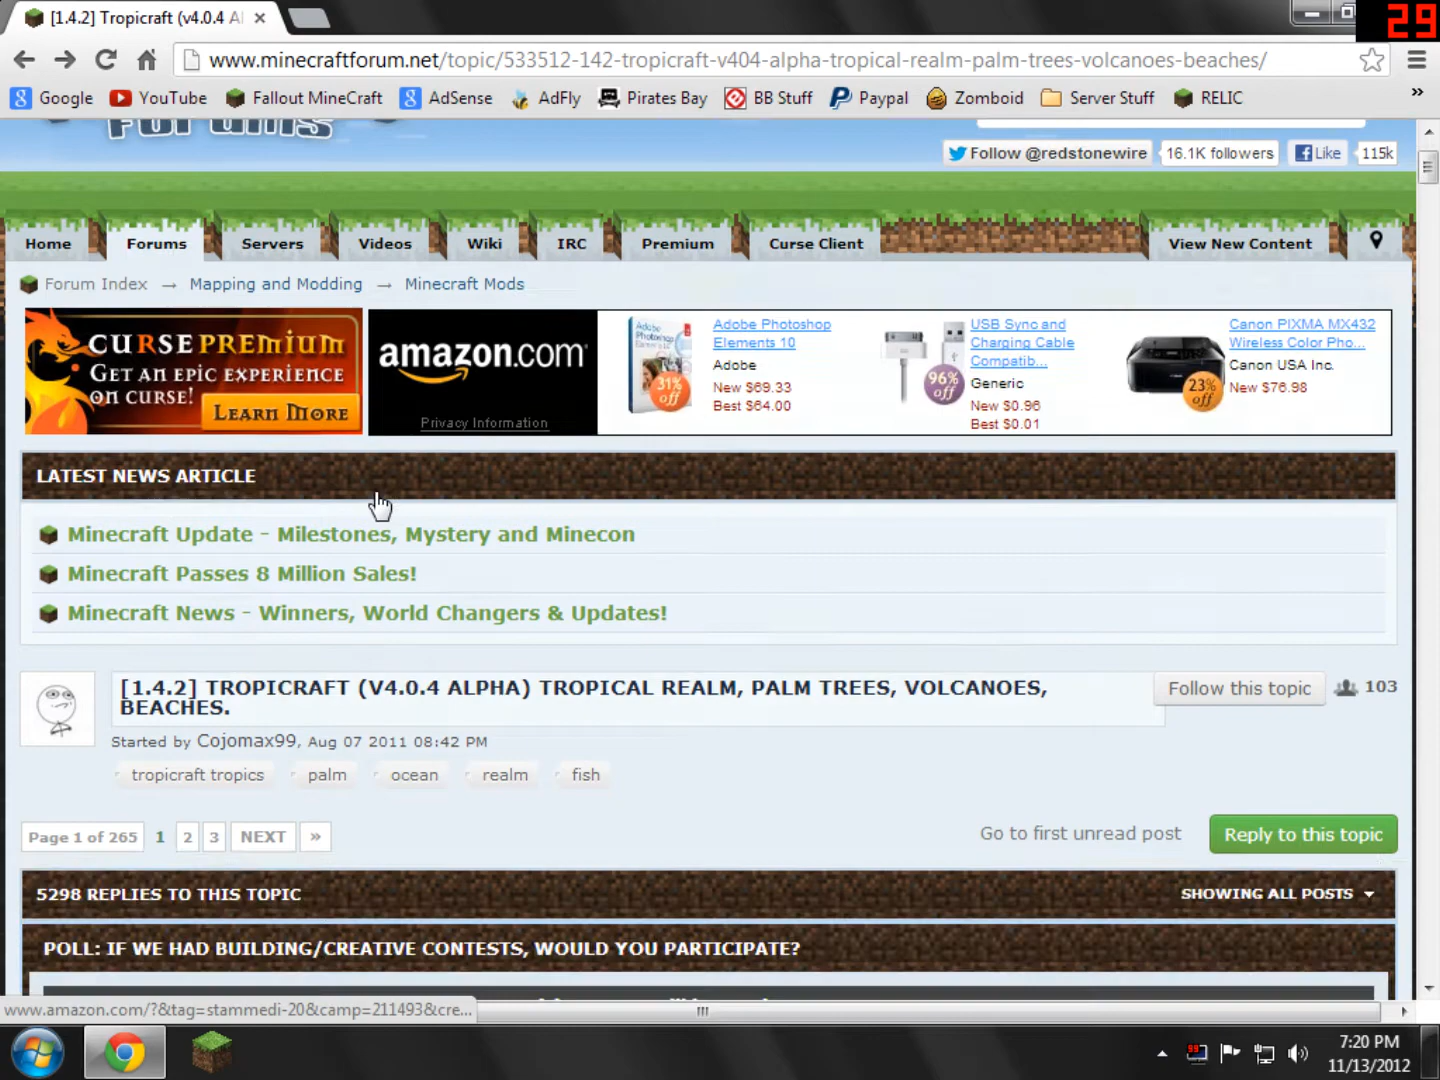 [1.4.2] Tropicraft (v4.0.4 Al
29
www.minecraftforum.net/topic/533512-142-tropicraft-v404-alpha-tropical-realm-palm-trees-volcanoes-beaches/
Google YouTube Fallout MineCraft AdSense AdFly Pirates Bay BB Stuff Paypal Zomboid Server Stuff RELIC »
Forums
Follow @redstonewire 16.1K followers Like 115k
Home Forums Servers Videos Wiki IRC Premium Curse Client View New Content
Forum Index → Mapping and Modding → Minecraft Mods
CURSE PREMIUM
GET AN EPIC EXPERIENCE
ON CURSE!
LEARN MORE
amazon.com
Privacy Information
31% off
Adobe Photoshop
Elements 10
Adobe
New $69.33
Best $64.00
96% off
USB Sync and
Charging Cable
Compatib...
Generic
New $0.96
Best $0.01
23% off
Canon PIXMA MX432
Wireless Color Pho...
Canon USA Inc.
New $76.98
LATEST NEWS ARTICLE
Minecraft Update - Milestones, Mystery and Minecon
Minecraft Passes 8 Million Sales!
Minecraft News - Winners, World Changers & Updates!
[1.4.2] TROPICRAFT (V4.0.4 ALPHA) TROPICAL REALM, PALM TREES, VOLCANOES,
BEACHES.
Follow this topic 103
Started by Cojomax99, Aug 07 2011 08:42 PM
tropicraft tropics palm ocean realm fish
Page 1 of 265 1 2 3 NEXT »
Go to first unread post Reply to this topic
5298 REPLIES TO THIS TOPIC SHOWING ALL POSTS
POLL: IF WE HAD BUILDING/CREATIVE CONTESTS, WOULD YOU PARTICIPATE?
www.amazon.com/?&tag=stammedi-20&camp=211493&cre...
7:20 PM
11/13/2012